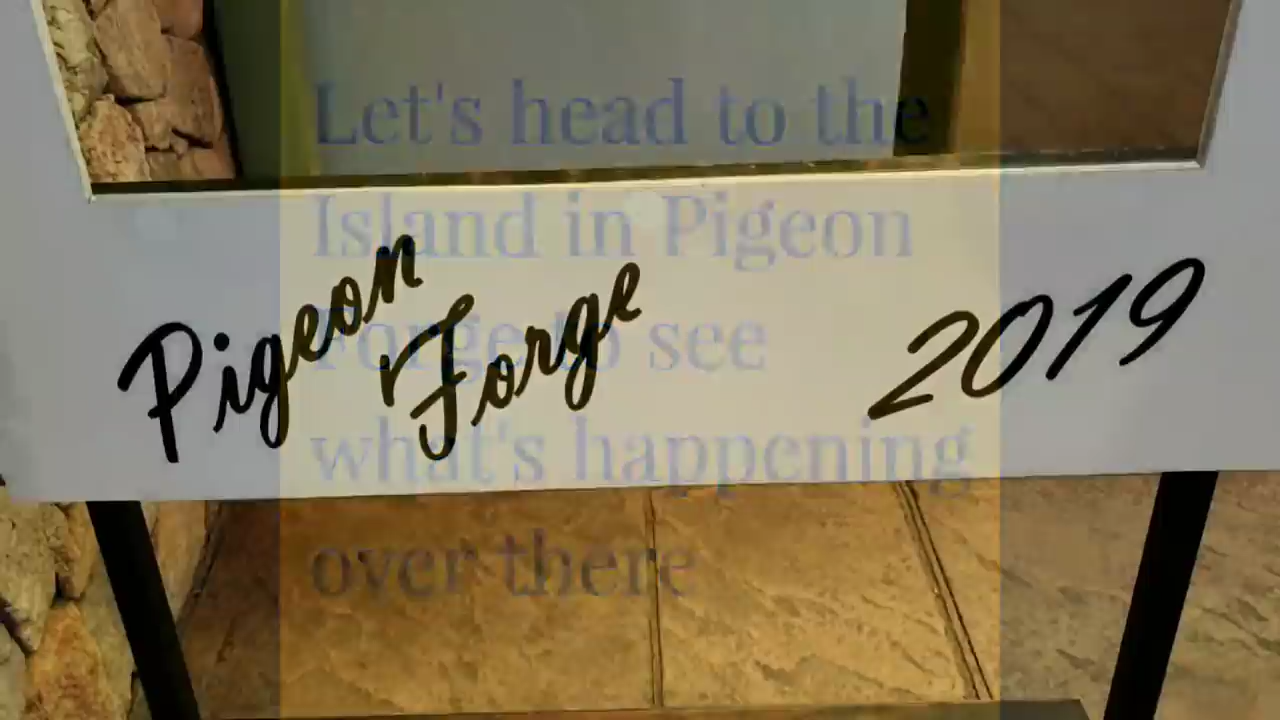 Let's head to the
Island in Pigeon
Forge to see
what's happening
over there
Pigeon
Forge
2019